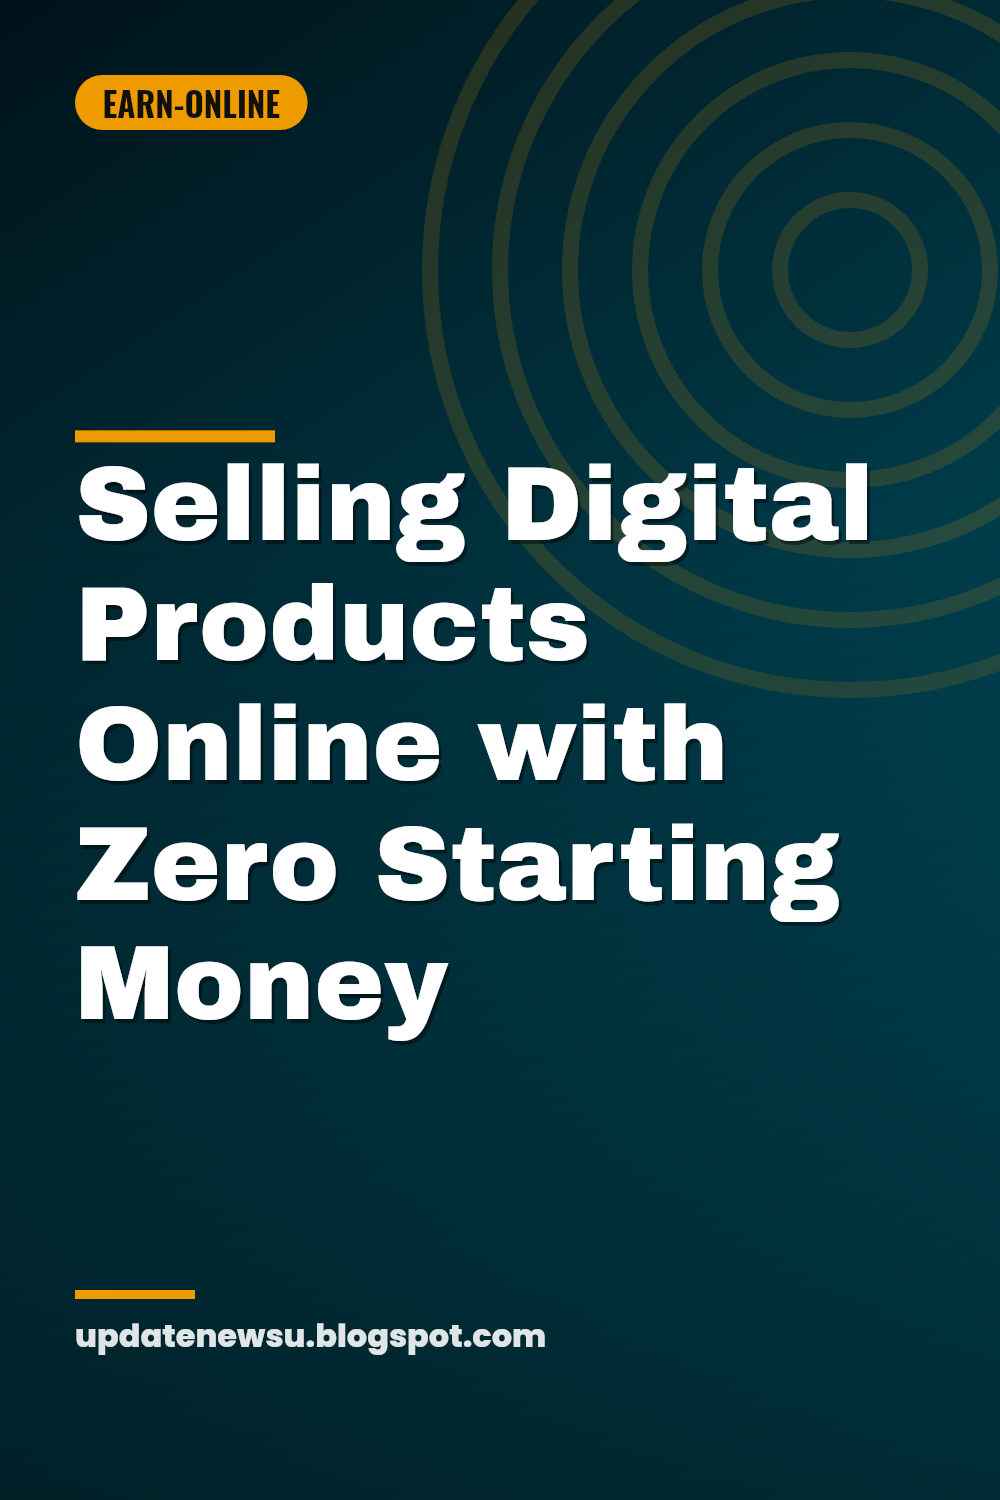 EARN-ONLINE
Selling Digital
Products
Online with
Zero Starting
Money
updatenewsu.blogspot.com